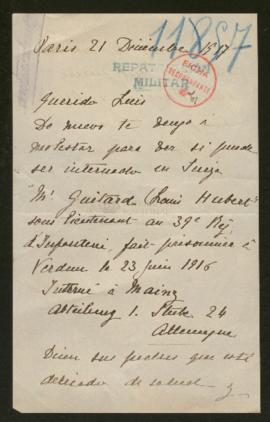 11857
Paris 21 Diciembre 1917
REPAT
MILITAR
FICHA
Querido Luis
De nuevo te vengo a
molestar para ver si puede
ser internado en Suiza
"Mr Guitard (Louis Hubert)
sous lieutenant au 39e Rég
d'Infanterie, fait prisonnier à
Verdun le 23 Juin 1916
Interné à Mainz
Abteilung 1. Stube 24
Allemagne
Dicen sus padres que está
delicado de salud y